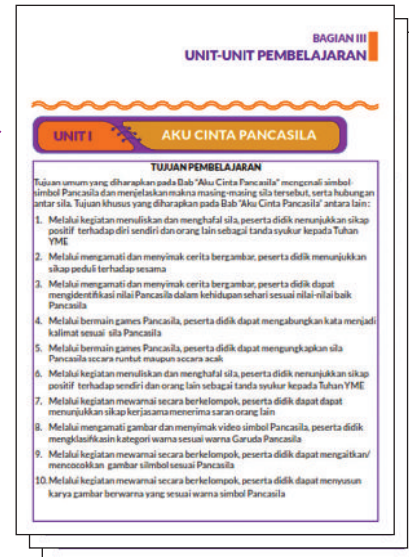 BAGIAN III
UNIT-UNIT PEMBELAJARAN
UNIT I
AKU CINTA PANCASILA
TUJUAN PEMBELAJARAN
Tujuan umum yang diharapkan pada Bab "Aku Cinta Pancasila" mengenali simbol-
simbol Pancasila dan menjelaskan makna masing-masing sila tersebut, serta hubungan
antar sila. Tujuan khusus yang diharapkan pada Bab "Aku Cinta Pancasila" antara lain :
1. Melalui kegiatan menuliskan dan menghafal sila, peserta didik nenunjukkan sikap
positif terhadap diri sendiri dan orang lain sebagai tanda syukur kepada Tuhan
YME
2. Melalui mengamati dan menyimak cerita bergambar, peserta didik menunjukkan
sikap peduli terhadap sesama
3. Melalui mengamati dan menyimak cerita bergambar, peserta didik dapat
mengidentifikasi nilai Pancasila dalam kehidupan sehari sesuai nilai-nilai baik
Pancasila
4. Melalui bermain games Pancasila, peserta didik dapat mengabungkan kata menjadi
kalimat sesuai sila Pancasila
5. Melalui bermain games Pancasila, peserta didik dapat mengungkapkan sila
Pancasila secara runtut maupun secara acak
6. Melalui kegiatan menuliskan dan menghafal sila, peserta didik nenunjukkan sikap
positif terhadap sendiri dan orang lain sebagai tanda syukur kepada Tuhan YME
7. Melalui kegiatan mewarnai secara berkelompok, peserta didik dapat dapat
menunjukkan sikap kerjasama menerima saran orang lain
8. Melalui mengamati gambar dan menyimak video simbol Pancasila, peserta didik
mengklasifikasin kategori warna sesuai warna Garuda Pancasila
9. Melalui kegiatan mewarnai secara berkelompok, peserta didik dapat mengaitkan/
mencocokkan gambar silmbol sesuai Pancasila
10. Melalui kegiatan mewarnai secara berkelompok, peserta didik dapat menyusun
karya gambar berwarna yang sesuai warna simbol Pancasila